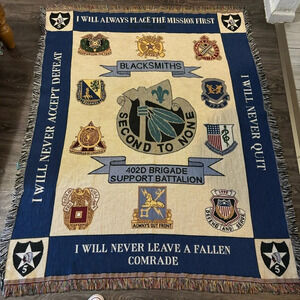 I WILL ALWAYS PLACE THE MISSION FIRST
I WILL NEVER ACCEPT DEFEAT
I WILL NEVER QUIT
BLACKSMITHS
SECOND TO NONE
402D BRIGADE
SUPPORT BATTALION
ALWAYS OUT FRONT
I WILL NEVER LEAVE A FALLEN
COMRADE